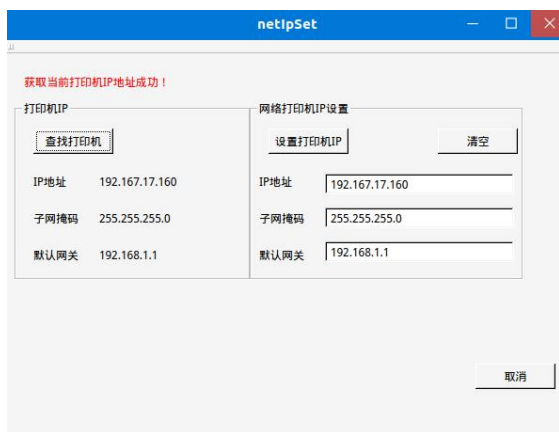 netIpSet
获取当前打印机IP地址成功！
打印机IP
网络打印机IP设置
查找打印机
设置打印机IP
清空
IP地址 192.167.17.160
IP地址 192.167.17.160
子网掩码 255.255.255.0
子网掩码 255.255.255.0
默认网关 192.168.1.1
默认网关 192.168.1.1
取消